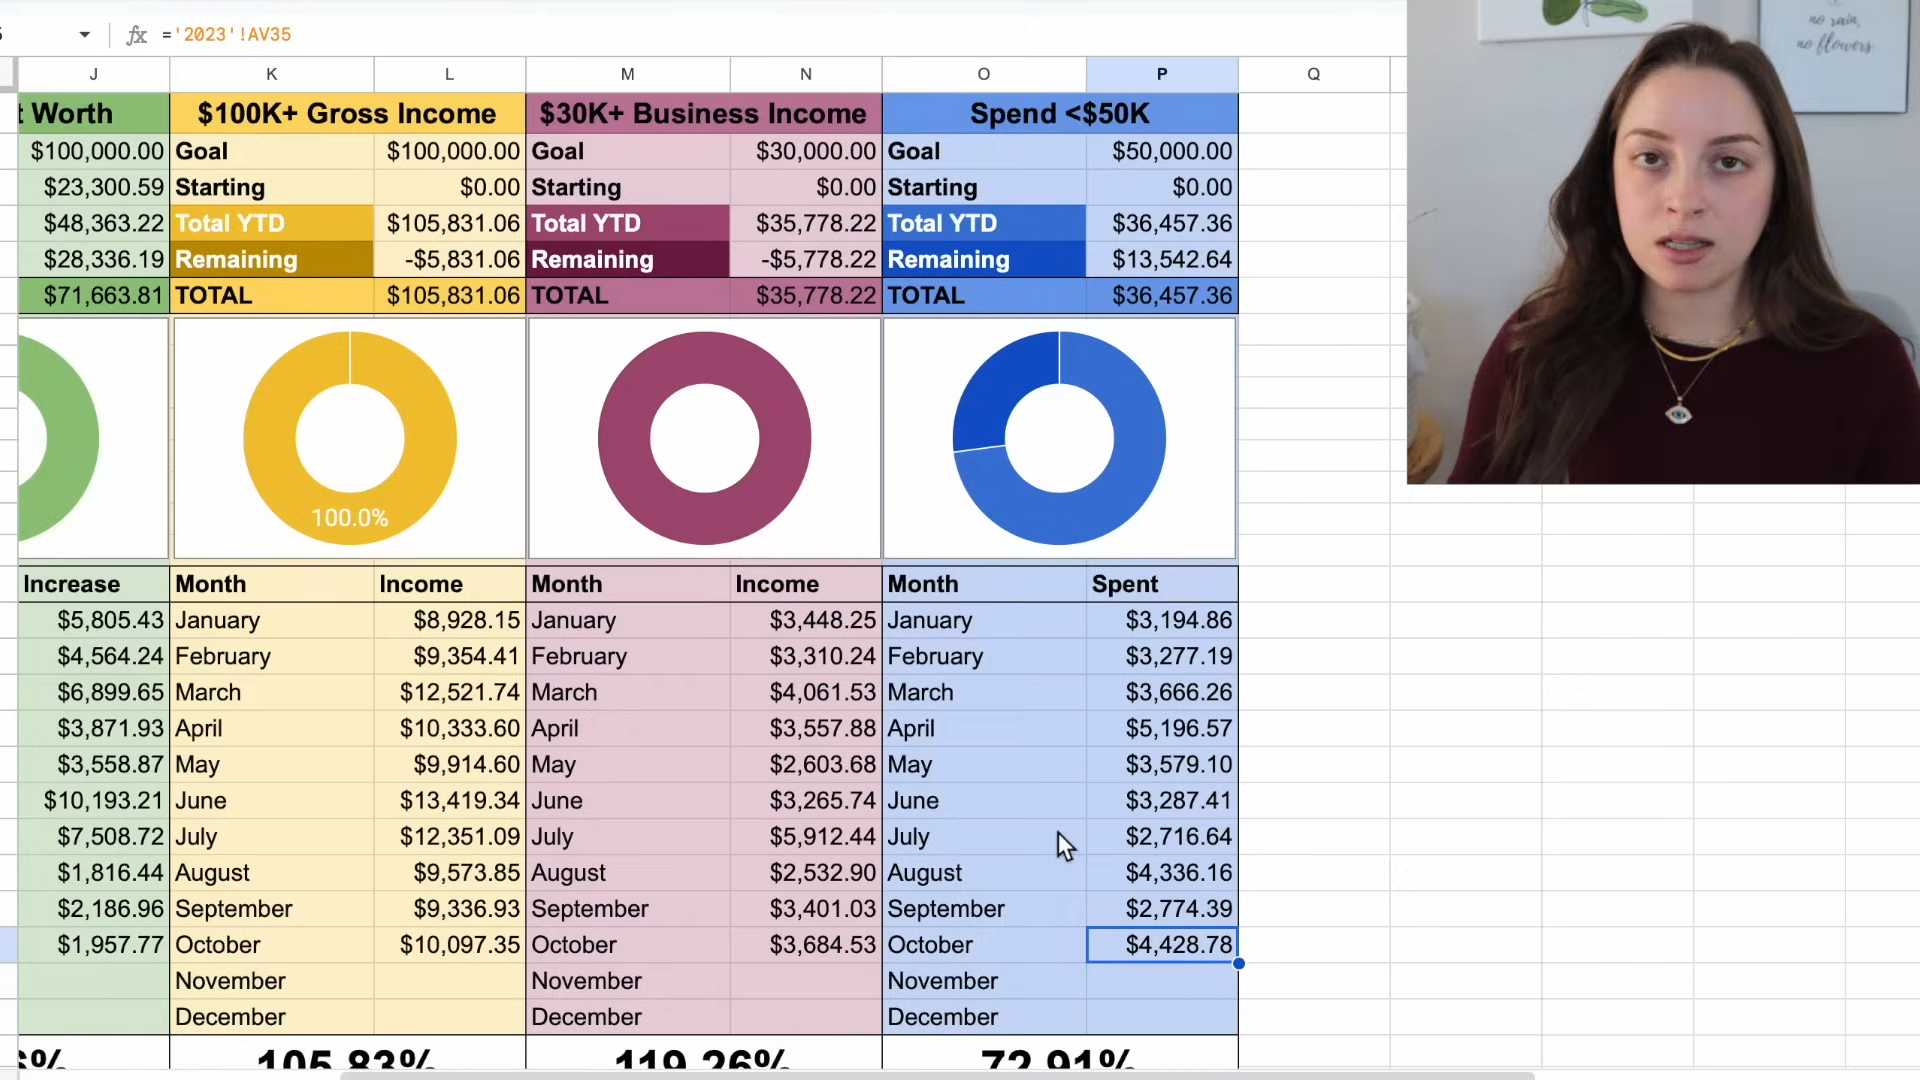 ='2023'!AV35
J K L M N O P Q
t Worth $100K+ Gross Income $30K+ Business Income Spend <$50K
$100,000.00 Goal $100,000.00 Goal $30,000.00 Goal $50,000.00
$23,300.59 Starting $0.00 Starting $0.00 Starting $0.00
$48,363.22 Total YTD $105,831.06 Total YTD $35,778.22 Total YTD $36,457.36
$28,336.19 Remaining -$5,831.06 Remaining -$5,778.22 Remaining $13,542.64
$71,663.81 TOTAL $105,831.06 TOTAL $35,778.22 TOTAL $36,457.36
100.0%
Increase Month Income Month Income Month Spent
$5,805.43 January $8,928.15 January $3,448.25 January $3,194.86
$4,564.24 February $9,354.41 February $3,310.24 February $3,277.19
$6,899.65 March $12,521.74 March $4,061.53 March $3,666.26
$3,871.93 April $10,333.60 April $3,557.88 April $5,196.57
$3,558.87 May $9,914.60 May $2,603.68 May $3,579.10
$10,193.21 June $13,419.34 June $3,265.74 June $3,287.41
$7,508.72 July $12,351.09 July $5,912.44 July $2,716.64
$1,816.44 August $9,573.85 August $2,532.90 August $4,336.16
$2,186.96 September $9,336.93 September $3,401.03 September $2,774.39
$1,957.77 October $10,097.35 October $3,684.53 October $4,428.78
November November November
December December December
105.83% 119.26% 72.91%
no rain,
no flowers